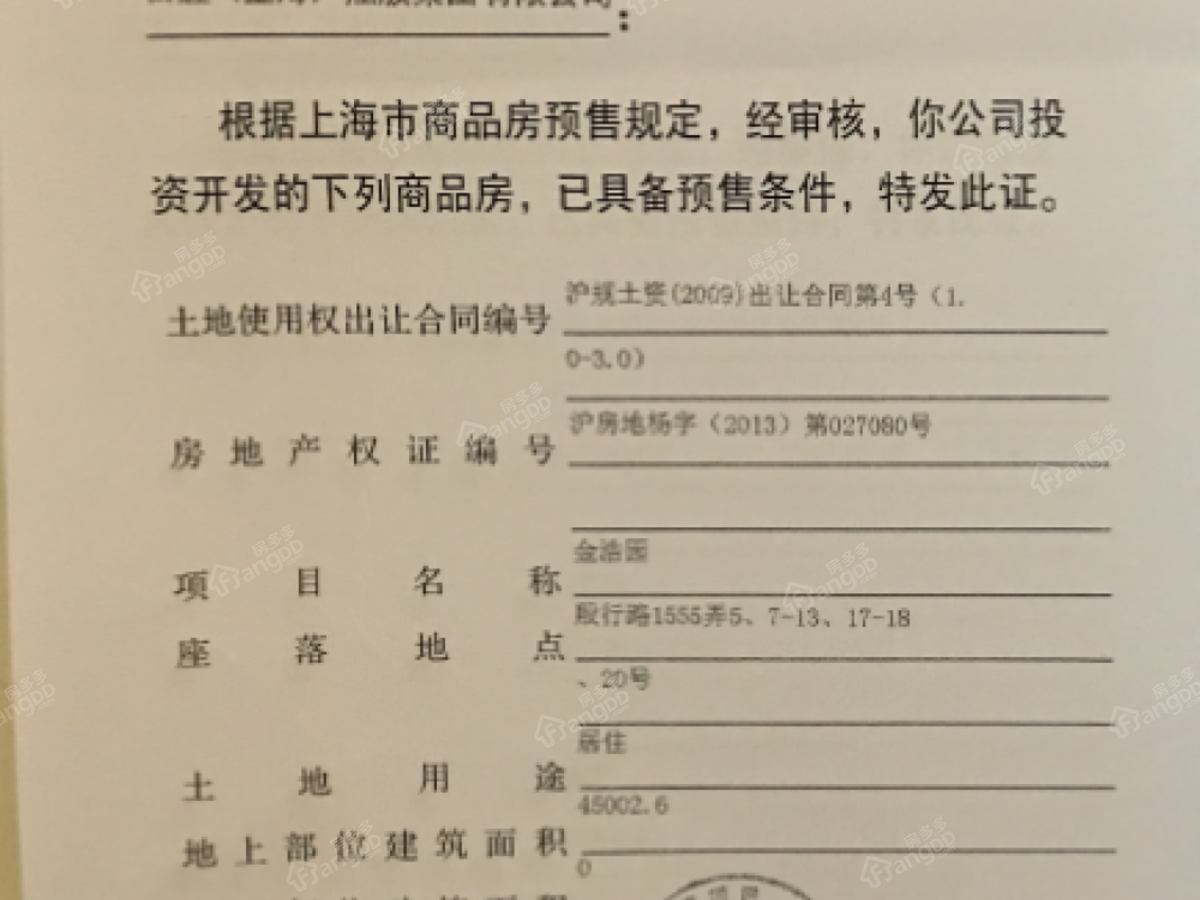 :
根据上海市商品房预售规定，经审核，你公司投
资开发的下列商品房，已具备预售条件，特发此证。
土地使用权出让合同编号 沪规土资(2009)出让合同第4号（1.
0-3.0）
房地产权证编号 沪房地杨字（2013）第027080号
项目名称 金浩园
座落地点 殷行路1555弄5、7-13、17-18
、20号
土地用途 居住
地上部位建筑面积 45002.6
0
房多多
angdd